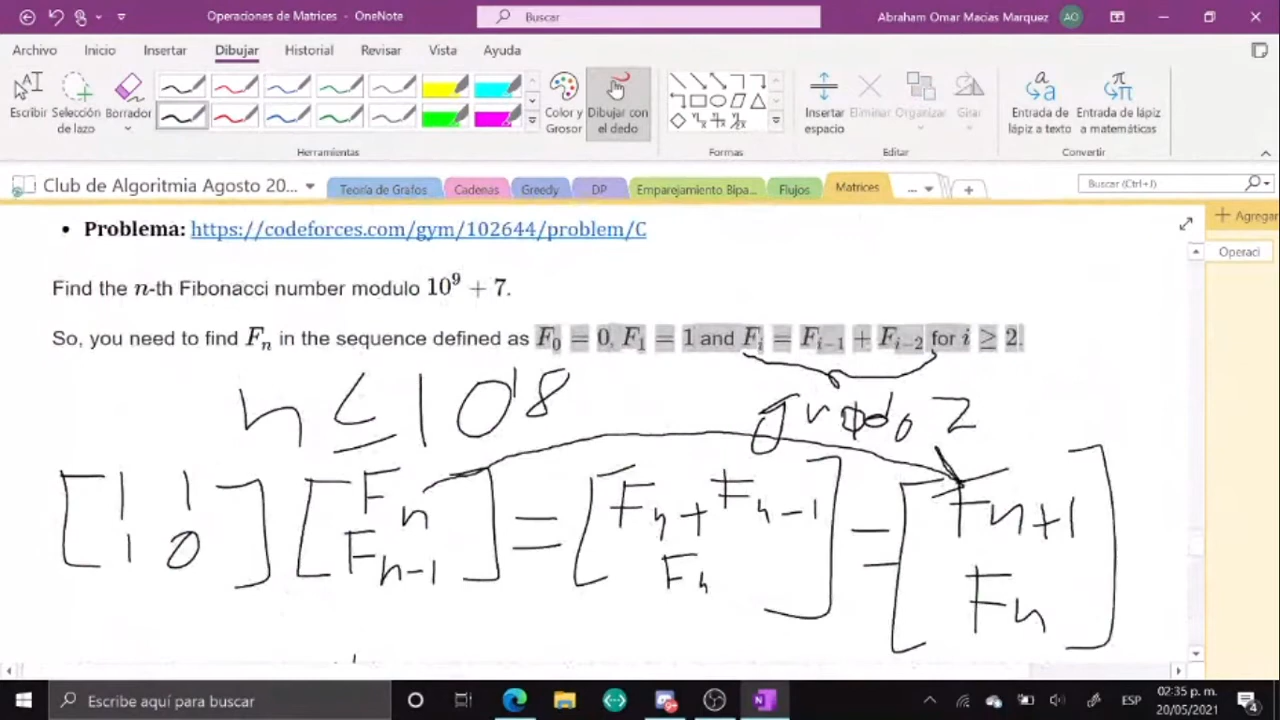 Operaciones de Matrices - OneNote
Buscar
Abraham Omar Macias Marquez AO
Archivo Inicio Insertar Dibujar Historial Revisar Vista Ayuda
Escribir Selección de lazo Borrador
Color y Grosor Dibujar con el dedo
Insertar espacio Eliminar Organizar Girar
Entrada de lápiz a texto Entrada de lápiz a matemáticas
Herramientas Formas Editar Convertir
Club de Algoritmia Agosto 20... Teoría de Grafos Cadenas Greedy DP Emparejamiento Bipa... Flujos Matrices ... + Buscar (Ctrl+J)
+ Agregar
Operaci
• Problema: https://codeforces.com/gym/102644/problem/C
Find the n-th Fibonacci number modulo 10^9 + 7.
So, you need to find F_n in the sequence defined as F_0 = 0, F_1 = 1 and F_i = F_{i-1} + F_{i-2} for i ≥ 2.
n ≤ 10^18
grado 2
[1 1] [F_n] = [F_n + F_{n-1}] = [F_{n+1}]
[1 0] [F_{n-1}] [F_n] [F_n]
Escribe aquí para buscar
ESP
02:35 p. m.
20/05/2021
4